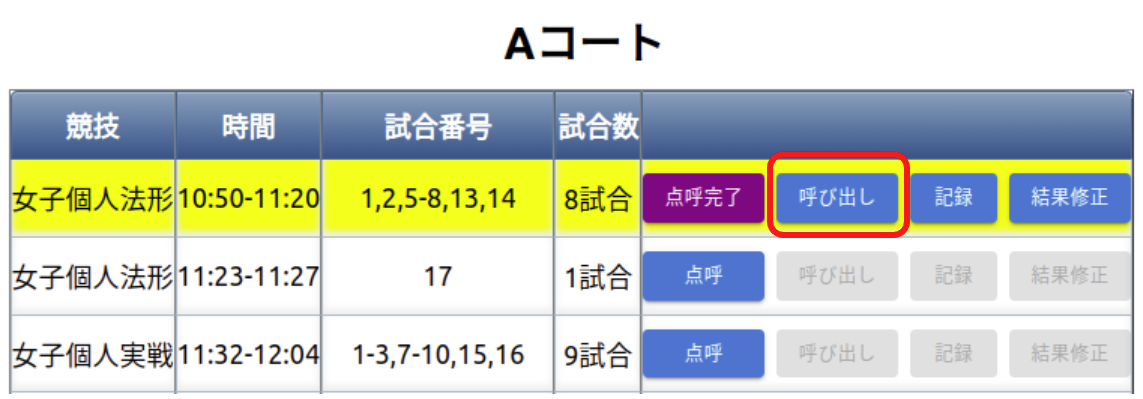 Aコート
競技 時間 試合番号 試合数
女子個人法形 10:50-11:20 1,2,5-8,13,14 8試合 点呼完了 呼び出し 記録 結果修正
女子個人法形 11:23-11:27 17 1試合 点呼 呼び出し 記録 結果修正
女子個人実戦 11:32-12:04 1-3,7-10,15,16 9試合 点呼 呼び出し 記録 結果修正